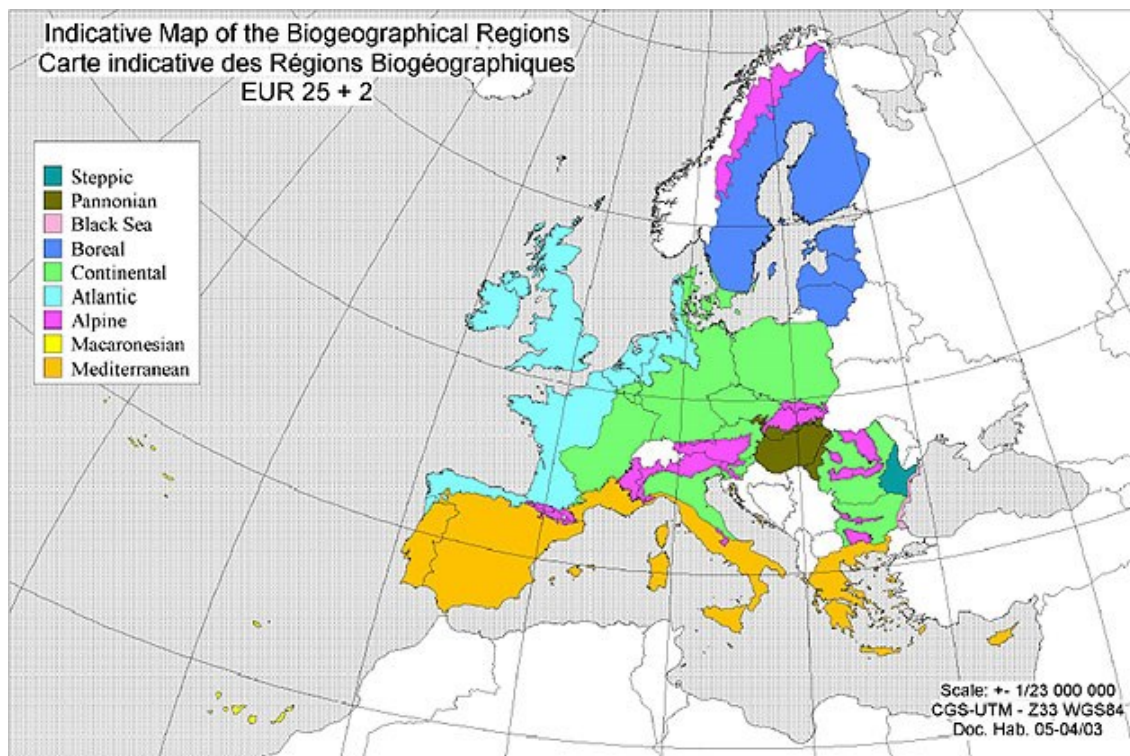 Indicative Map of the Biogeographical Regions
Carte indicative des Régions Biogéographiques
EUR 25 + 2
Steppic
Pannonian
Black Sea
Boreal
Continental
Atlantic
Alpine
Macaronesian
Mediterranean
Scale: +- 1/23 000 000
CGS-UTM - Z33 WGS84
Doc. Hab. 05-04/03